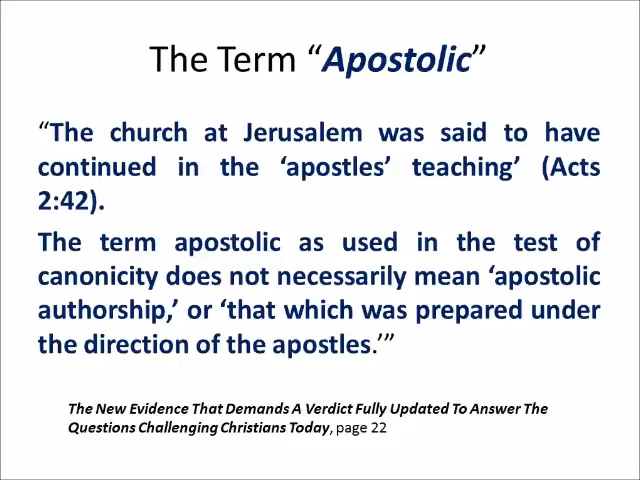 The Term “Apostolic”
“The church at Jerusalem was said to have
continued in the ‘apostles’ teaching’ (Acts
2:42).
The term apostolic as used in the test of
canonicity does not necessarily mean ‘apostolic
authorship,’ or ‘that which was prepared under
the direction of the apostles.’”
The New Evidence That Demands A Verdict Fully Updated To Answer The
Questions Challenging Christians Today, page 22